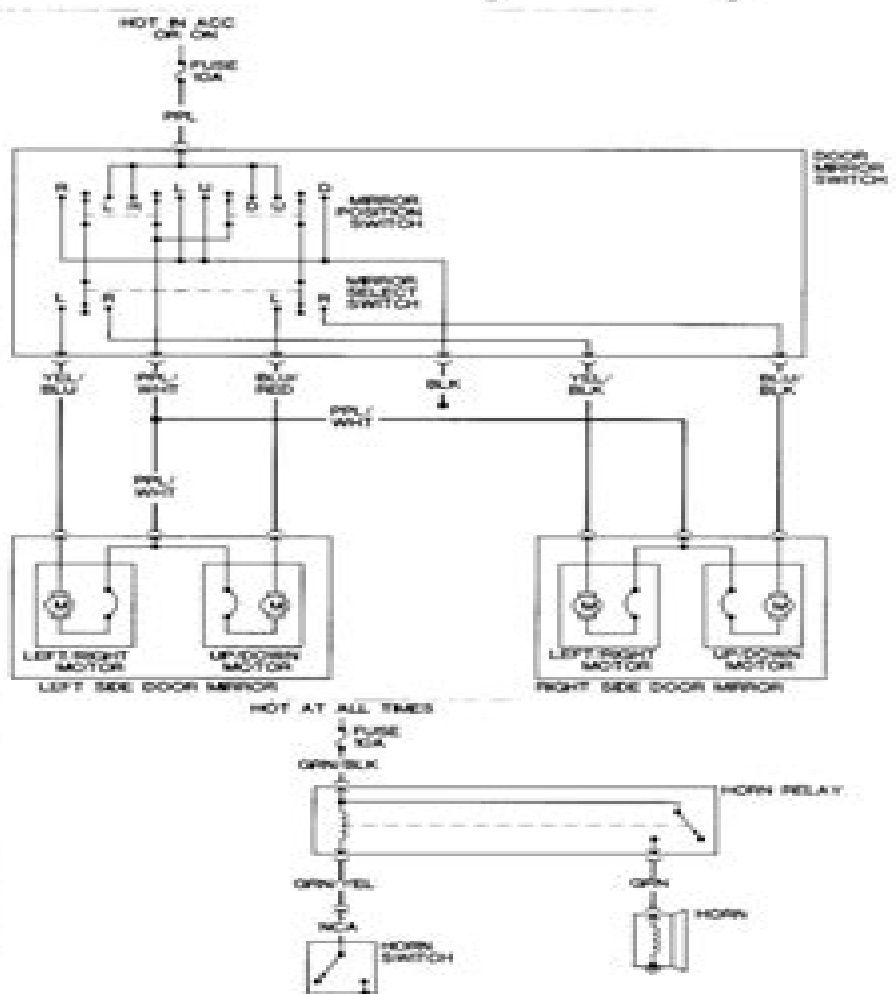 HOT IN ACC
OR ON
FUSE
10A
PPL
DOOR
MIRROR
SWITCH
R L R L U D U D
MIRROR
POSITION
SWITCH
MIRROR
SELECT
SWITCH
L R L R
YEL/
BLU
PPL/
WHT
BLU/
RED
BLK
YEL/
BLK
BLU/
BLK
PPL/
WHT
PPL/
WHT
M
M
M
M
LEFT/RIGHT
MOTOR
UP/DOWN
MOTOR
LEFT/RIGHT
MOTOR
UP/DOWN
MOTOR
LEFT SIDE DOOR MIRROR
RIGHT SIDE DOOR MIRROR
HOT AT ALL TIMES
FUSE
10A
GRN/BLK
HORN RELAY
GRN/YEL
GRN
NCA
HORN
HORN
SWITCH